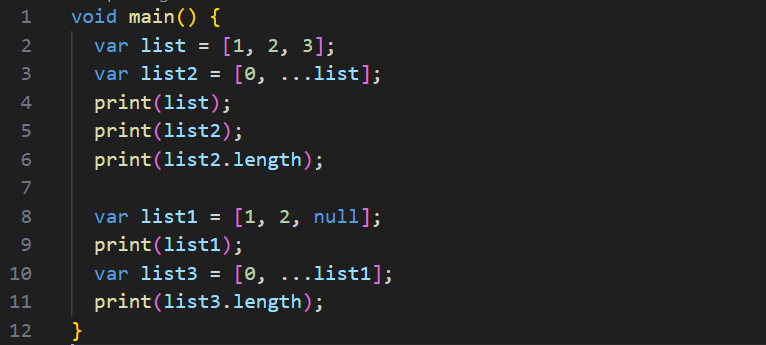 1 void main() {
2 var list = [1, 2, 3];
3 var list2 = [0, ...list];
4 print(list);
5 print(list2);
6 print(list2.length);
7
8 var list1 = [1, 2, null];
9 print(list1);
10 var list3 = [0, ...list1];
11 print(list3.length);
12 }